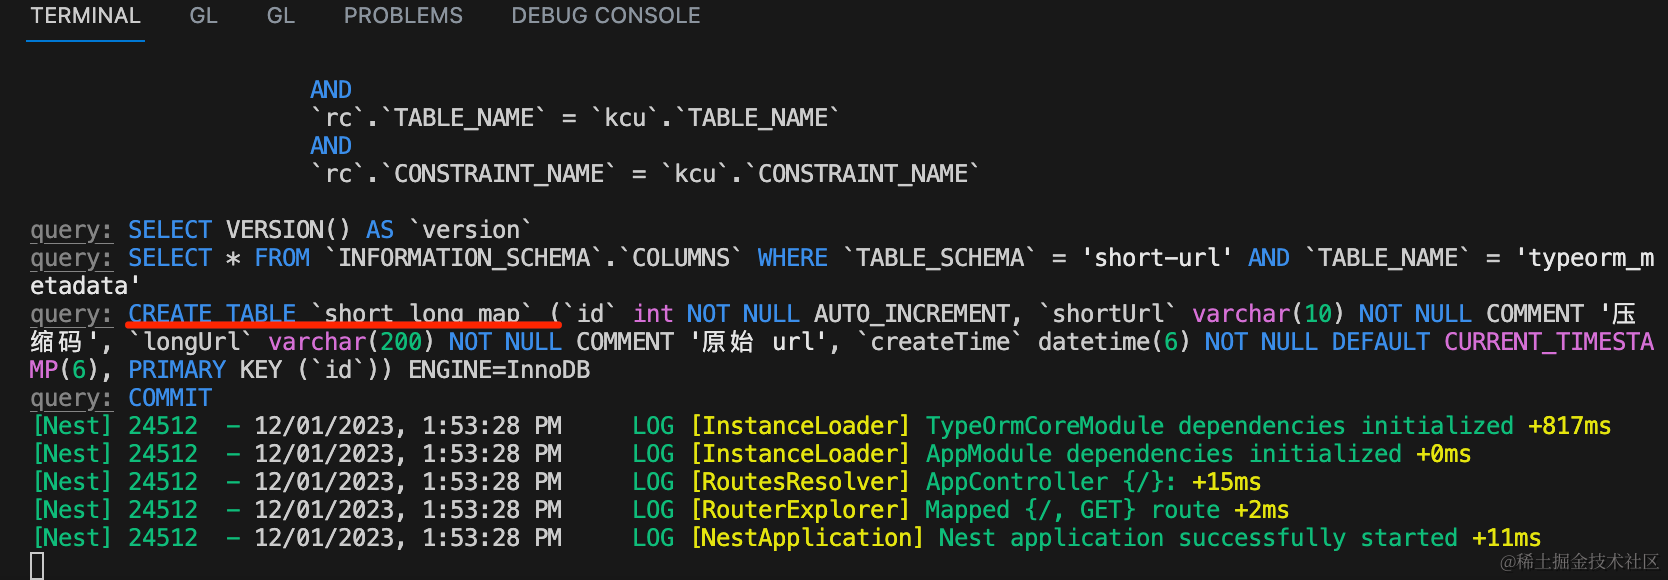 TERMINAL GL GL PROBLEMS DEBUG CONSOLE
AND
`rc`.`TABLE_NAME` = `kcu`.`TABLE_NAME`
AND
`rc`.`CONSTRAINT_NAME` = `kcu`.`CONSTRAINT_NAME`
query: SELECT VERSION() AS `version`
query: SELECT * FROM `INFORMATION_SCHEMA`.`COLUMNS` WHERE `TABLE_SCHEMA` = 'short-url' AND `TABLE_NAME` = 'typeorm_m
etadata'
query: CREATE TABLE `short_long_map` (`id` int NOT NULL AUTO_INCREMENT, `shortUrl` varchar(10) NOT NULL COMMENT '压
缩码', `longUrl` varchar(200) NOT NULL COMMENT '原始 url', `createTime` datetime(6) NOT NULL DEFAULT CURRENT_TIMESTA
MP(6), PRIMARY KEY (`id`)) ENGINE=InnoDB
query: COMMIT
[Nest] 24512  - 12/01/2023, 1:53:28 PM     LOG [InstanceLoader] TypeOrmCoreModule dependencies initialized +817ms
[Nest] 24512  - 12/01/2023, 1:53:28 PM     LOG [InstanceLoader] AppModule dependencies initialized +0ms
[Nest] 24512  - 12/01/2023, 1:53:28 PM     LOG [RoutesResolver] AppController {/}: +15ms
[Nest] 24512  - 12/01/2023, 1:53:28 PM     LOG [RouterExplorer] Mapped {/, GET} route +2ms
[Nest] 24512  - 12/01/2023, 1:53:28 PM     LOG [NestApplication] Nest application successfully started +11ms
@稀土掘金技术社区